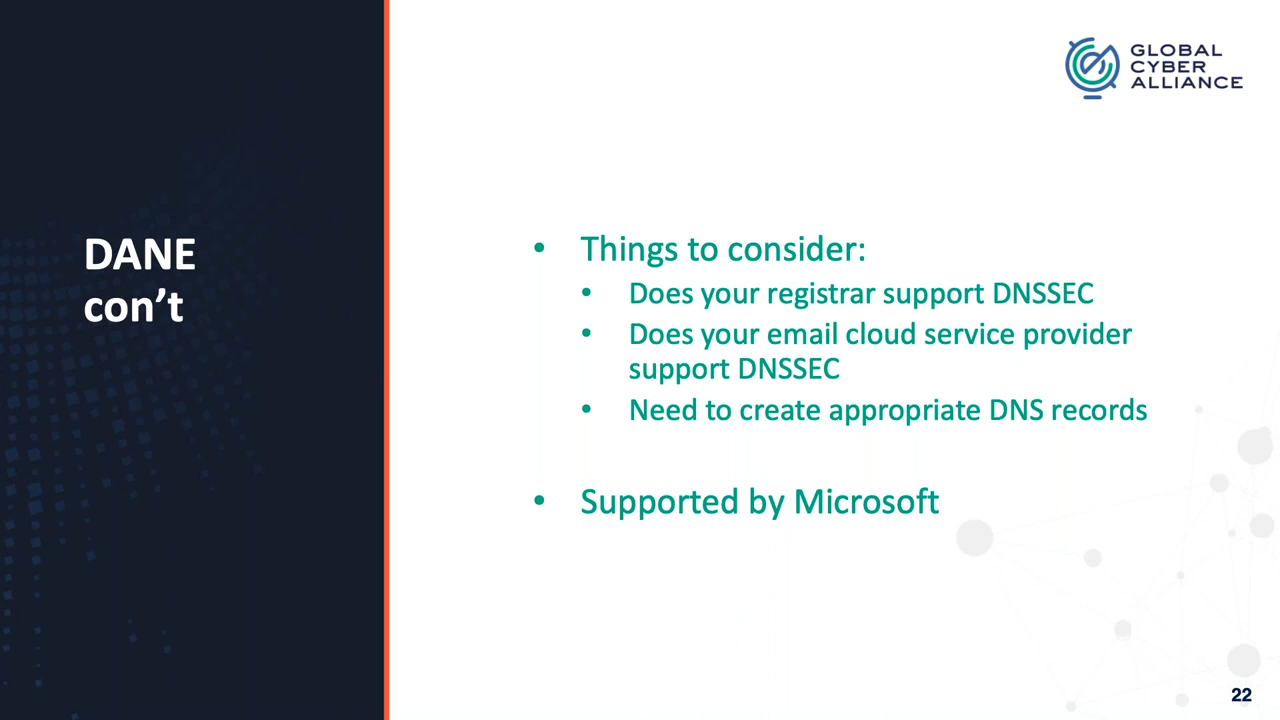 GLOBAL
CYBER
ALLIANCE
DANE
con’t
• Things to consider:
• Does your registrar support DNSSEC
• Does your email cloud service provider
support DNSSEC
• Need to create appropriate DNS records
• Supported by Microsoft
22